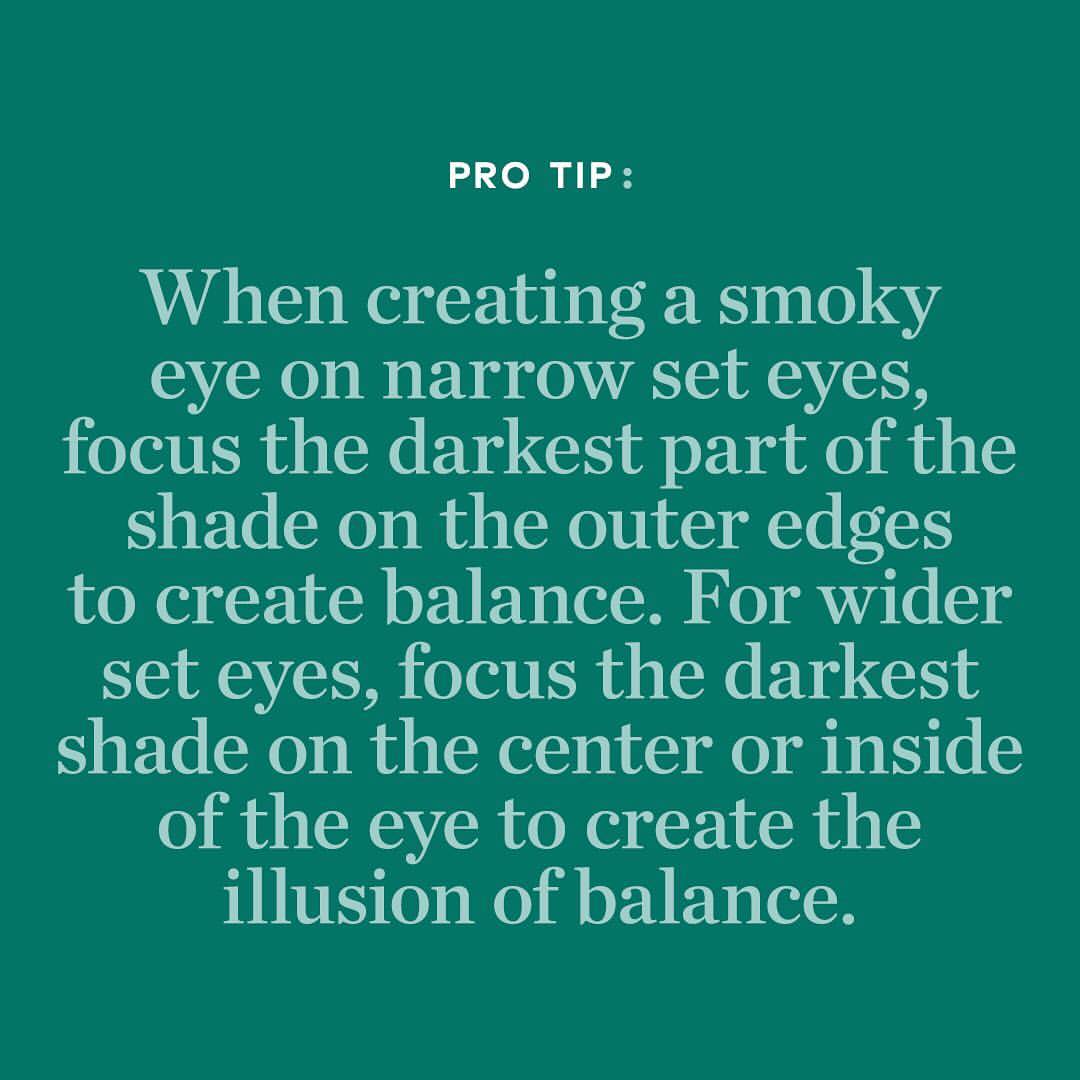 PRO TIP:
When creating a smoky
eye on narrow set eyes,
focus the darkest part of the
shade on the outer edges
to create balance. For wider
set eyes, focus the darkest
shade on the center or inside
of the eye to create the
illusion of balance.